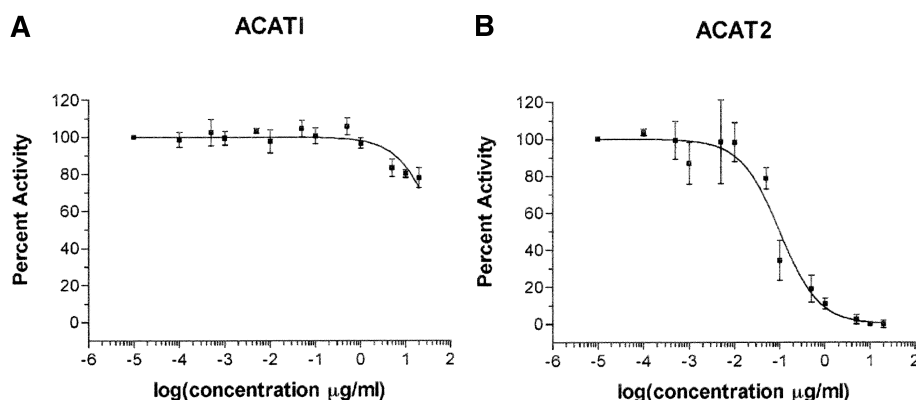 A
ACAT1
B
ACAT2
Percent Activity
120
100
80
60
40
20
0
-6 -5 -4 -3 -2 -1 0 1 2
log(concentration μg/ml)
Percent Activity
120
100
80
60
40
20
0
-6 -5 -4 -3 -2 -1 0 1 2
log(concentration μg/ml)